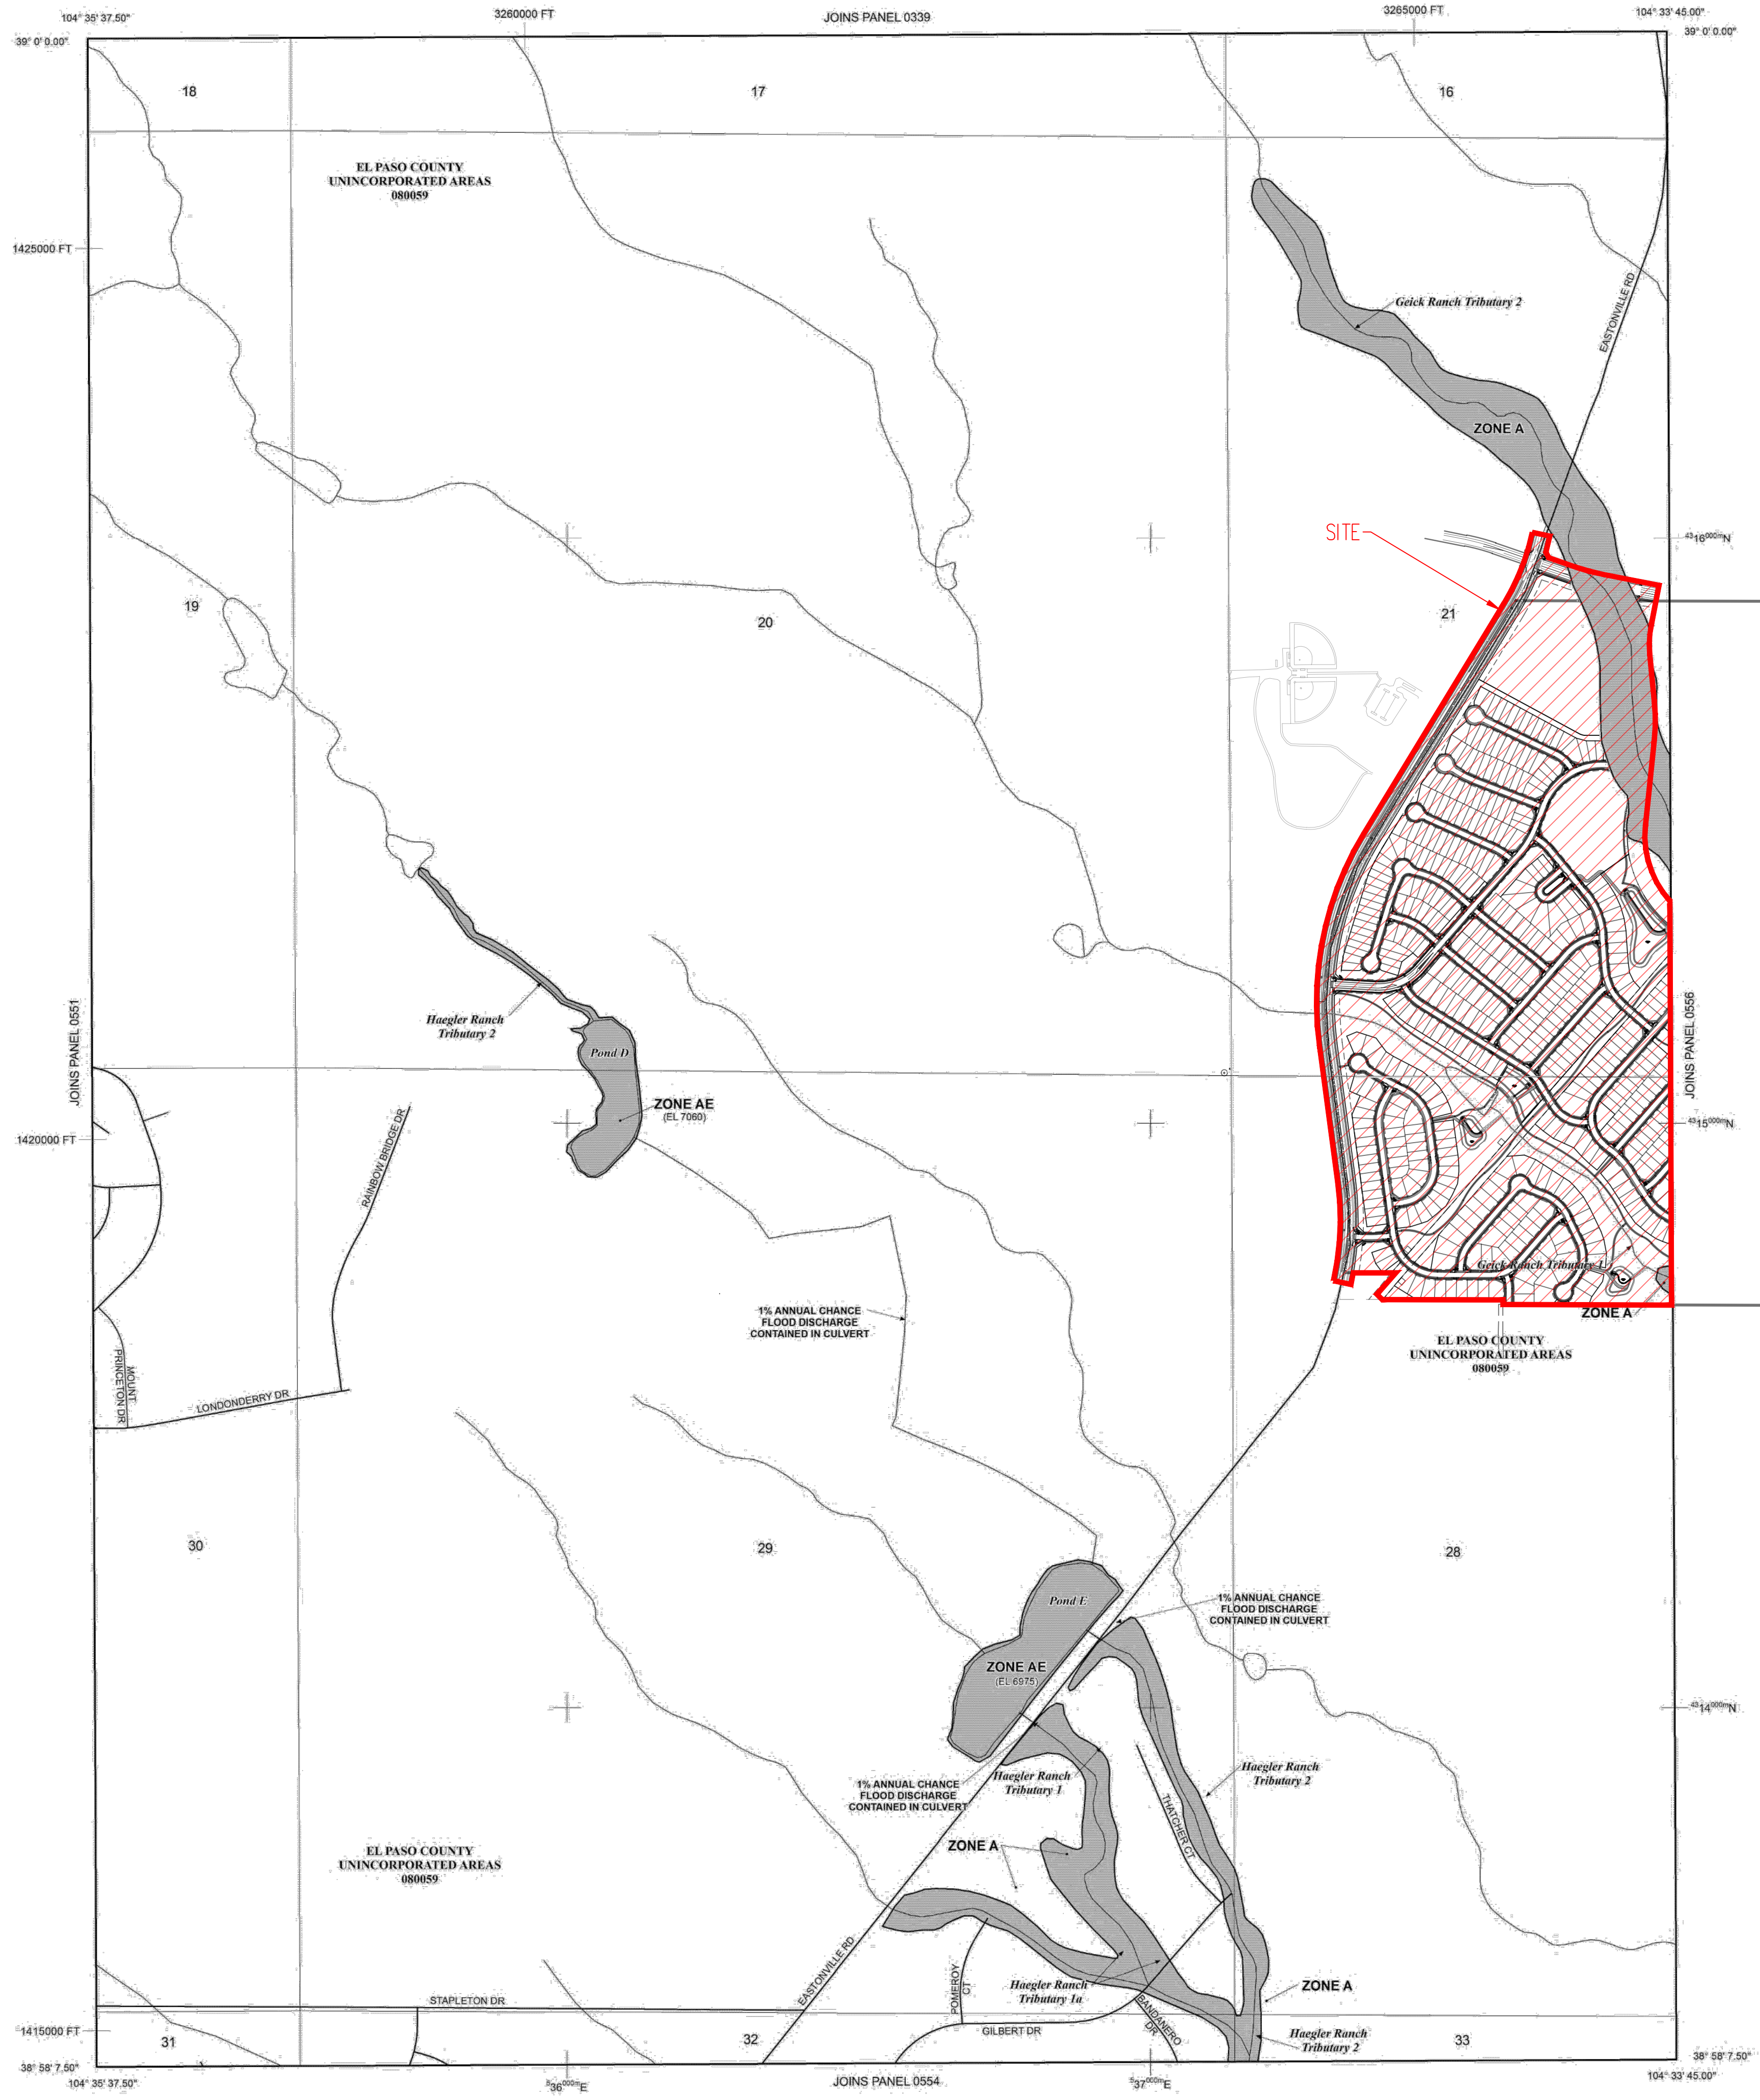 104° 35' 37.50"
3260000 FT
JOINS PANEL 0339
3265000 FT
104° 33' 45.00"
39° 0' 0.00"
39° 0' 0.00"
18
17
16
EL PASO COUNTY
UNINCORPORATED AREAS
080059
1425000 FT
Geick Ranch Tributary 2
EASTONVILLE RD
ZONE A
SITE
4316000m N
19
20
21
JOINS PANEL 0551
Haegler Ranch
Tributary 2
Pond D
ZONE AE
(EL 7060)
JOINS PANEL 0556
1420000 FT
4315000m N
RAINBOW BRIDGE DR
Geick Ranch Tributary 1
ZONE A
1% ANNUAL CHANCE
FLOOD DISCHARGE
CONTAINED IN CULVERT
EL PASO COUNTY
UNINCORPORATED AREAS
080059
MOUNT
PRINCETON DR
LONDONDERRY DR
30
29
28
Pond E
1% ANNUAL CHANCE
FLOOD DISCHARGE
CONTAINED IN CULVERT
ZONE AE
(EL 6975)
4314000m N
Haegler Ranch
Tributary 1
Haegler Ranch
Tributary 2
1% ANNUAL CHANCE
FLOOD DISCHARGE
CONTAINED IN CULVERT
THATCHER CT
ZONE A
EL PASO COUNTY
UNINCORPORATED AREAS
080059
EASTONVILLE RD
POMEROY
CT
Haegler Ranch
Tributary 1a
ZONE A
STAPLETON DR
BANDANERO
DR
GILBERT DR
Haegler Ranch
Tributary 2
1415000 FT
31
32
33
38° 58' 7.50"
38° 58' 7.50"
104° 35' 37.50"
536000m E
JOINS PANEL 0554
537000m E
104° 33' 45.00"